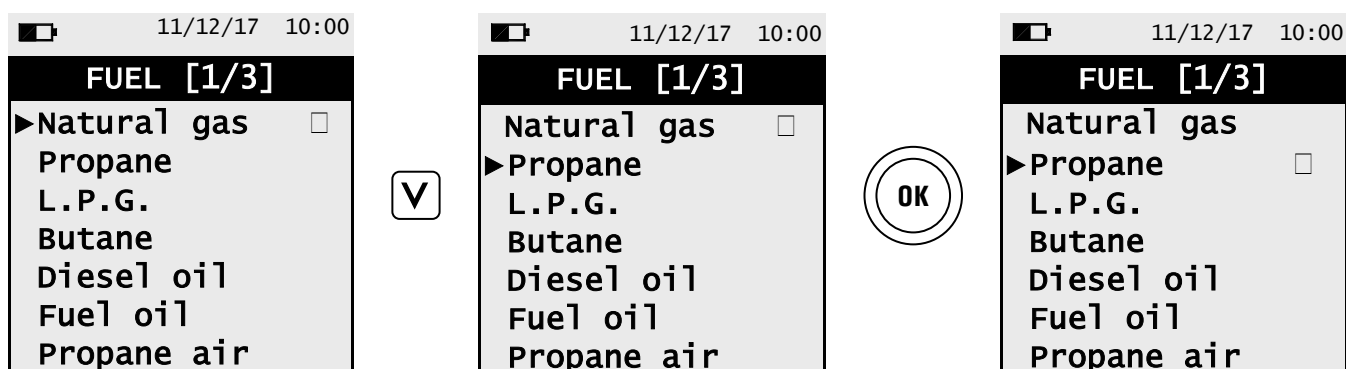 11/12/17 10:00
FUEL [1/3]
▶Natural gas □
Propane
L.P.G.
Butane
Diesel oil
Fuel oil
Propane air
V
11/12/17 10:00
FUEL [1/3]
Natural gas □
▶Propane
L.P.G.
Butane
Diesel oil
Fuel oil
Propane air
OK
11/12/17 10:00
FUEL [1/3]
Natural gas
▶Propane □
L.P.G.
Butane
Diesel oil
Fuel oil
Propane air